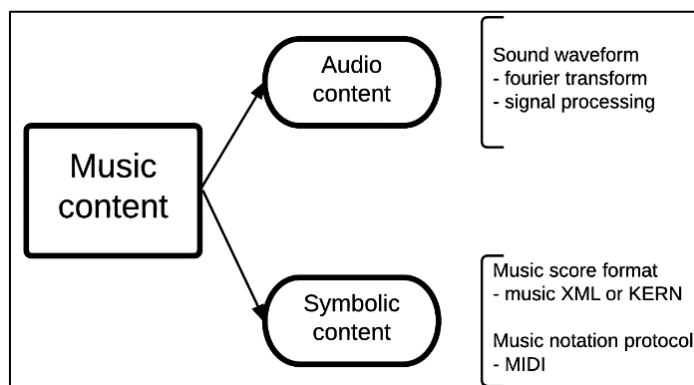 Music
content
Audio
content
Sound waveform
- fourier transform
- signal processing
Symbolic
content
Music score format
- music XML or KERN
Music notation protocol
- MIDI